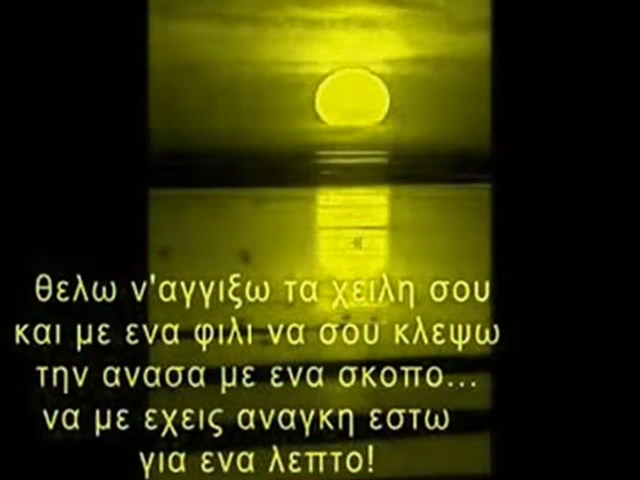 θελω ν'αγγιξω τα χειλη σου
και με ενα φιλι να σου κλεψω
την ανασα με ενα σκοπο...
να με εχεις αναγκη εστω
για ενα λεπτο!